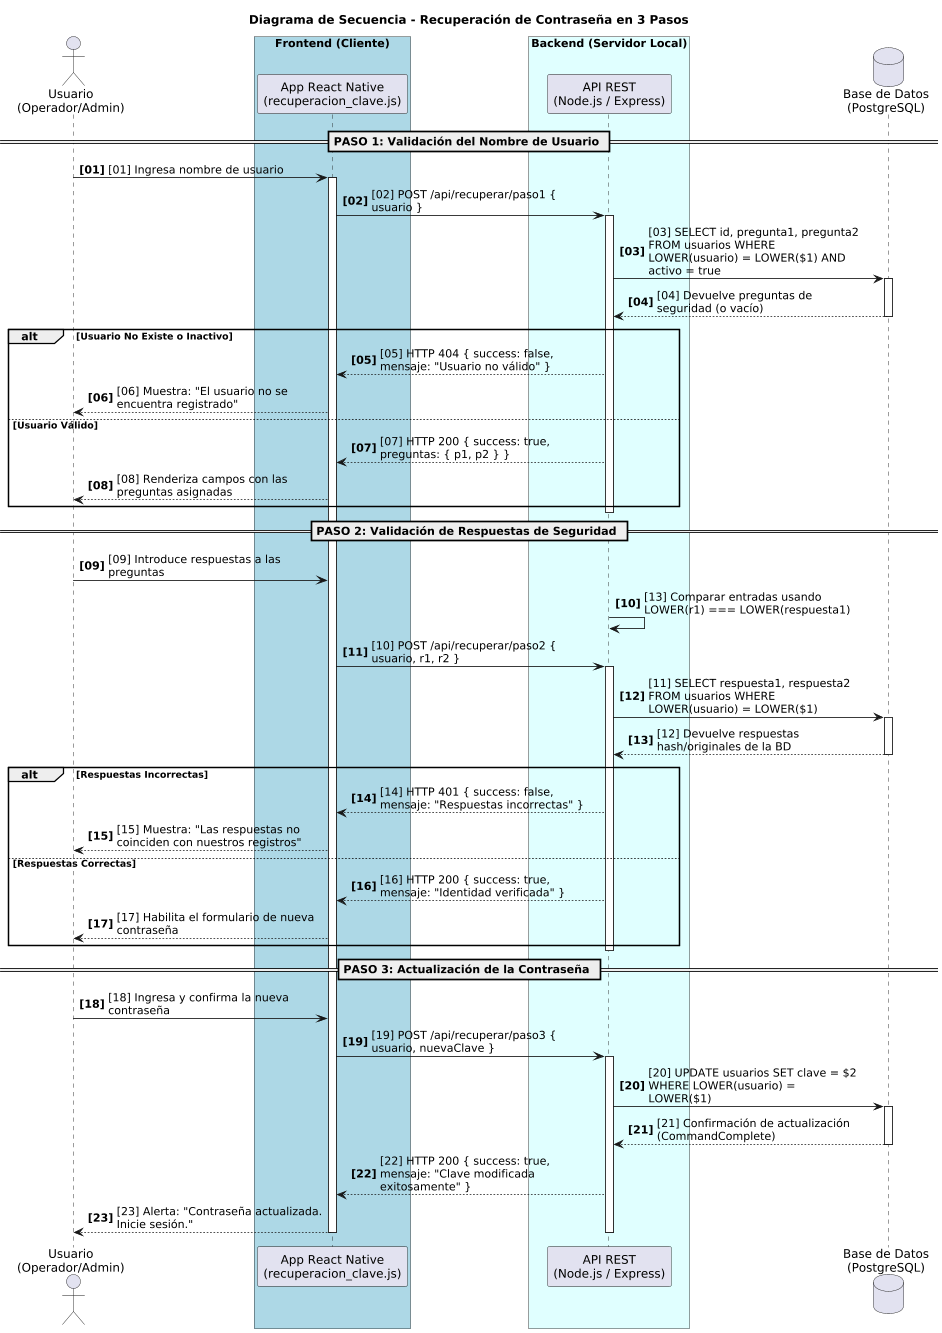 Diagrama de Secuencia - Recuperación de Contraseña en 3 Pasos
Frontend (Cliente)
Backend (Servidor Local)
Usuario
(Operador/Admin)
App React Native
(recuperacion_clave.js)
API REST
(Node.js / Express)
Base de Datos
(PostgreSQL)
PASO 1: Validación del Nombre de Usuario
[01] [01] Ingresa nombre de usuario
[02] [02] POST /api/recuperar/paso1 {
usuario }
[03] [03] SELECT id, pregunta1, pregunta2
FROM usuarios WHERE
LOWER(usuario) = LOWER($1) AND
activo = true
[04] [04] Devuelve preguntas de
seguridad (o vacío)
alt [Usuario No Existe o Inactivo]
[05] [05] HTTP 404 { success: false,
mensaje: "Usuario no válido" }
[06] [06] Muestra: "El usuario no se
encuentra registrado"
[Usuario Válido]
[07] [07] HTTP 200 { success: true,
preguntas: { p1, p2 } }
[08] [08] Renderiza campos con las
preguntas asignadas
PASO 2: Validación de Respuestas de Seguridad
[09] [09] Introduce respuestas a las
preguntas
[10] [13] Comparar entradas usando
LOWER(r1) === LOWER(respuesta1)
[11] [10] POST /api/recuperar/paso2 {
usuario, r1, r2 }
[12] [11] SELECT respuesta1, respuesta2
FROM usuarios WHERE
LOWER(usuario) = LOWER($1)
[13] [12] Devuelve respuestas
hash/originales de la BD
alt [Respuestas Incorrectas]
[14] [14] HTTP 401 { success: false,
mensaje: "Respuestas incorrectas" }
[15] [15] Muestra: "Las respuestas no
coinciden con nuestros registros"
[Respuestas Correctas]
[16] [16] HTTP 200 { success: true,
mensaje: "Identidad verificada" }
[17] [17] Habilita el formulario de nueva
contraseña
PASO 3: Actualización de la Contraseña
[18] [18] Ingresa y confirma la nueva
contraseña
[19] [19] POST /api/recuperar/paso3 {
usuario, nuevaClave }
[20] [20] UPDATE usuarios SET clave = $2
WHERE LOWER(usuario) =
LOWER($1)
[21] [21] Confirmación de actualización
(CommandComplete)
[22] [22] HTTP 200 { success: true,
mensaje: "Clave modificada
exitosamente" }
[23] [23] Alerta: "Contraseña actualizada.
Inicie sesión."
Usuario
(Operador/Admin)
App React Native
(recuperacion_clave.js)
API REST
(Node.js / Express)
Base de Datos
(PostgreSQL)